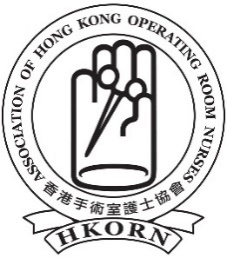 ASSOCIATION OF HONG KONG OPERATING ROOM NURSES
香港手術室護士協會
HKORN